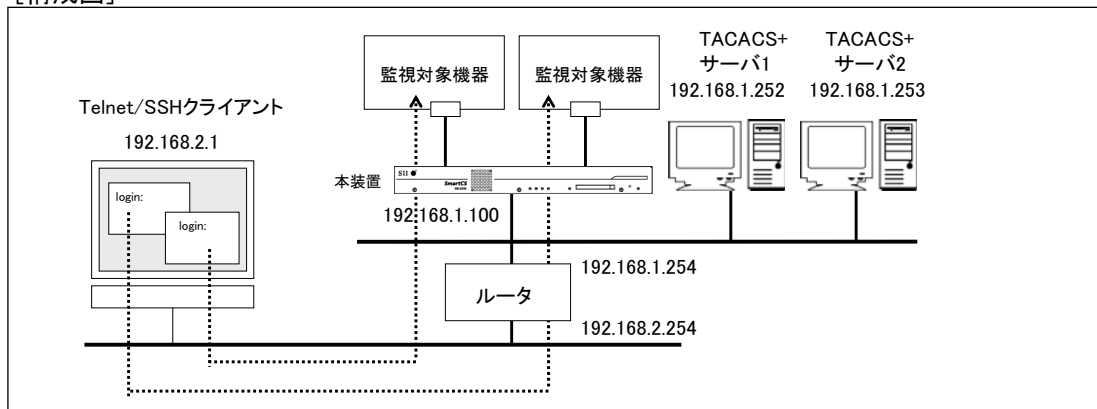 [構成図]
監視対象機器
監視対象機器
TACACS+
サーバ1
192.168.1.252
TACACS+
サーバ2
192.168.1.253
Telnet/SSHクライアント
192.168.2.1
login:
login:
本装置
SII
SmartCS
192.168.1.100
192.168.1.254
ルータ
192.168.2.254